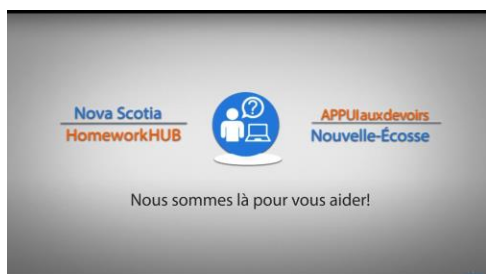 Nova Scotia
HomeworkHUB
APPUIauxdevoirs
Nouvelle-Écosse
Nous sommes là pour vous aider!